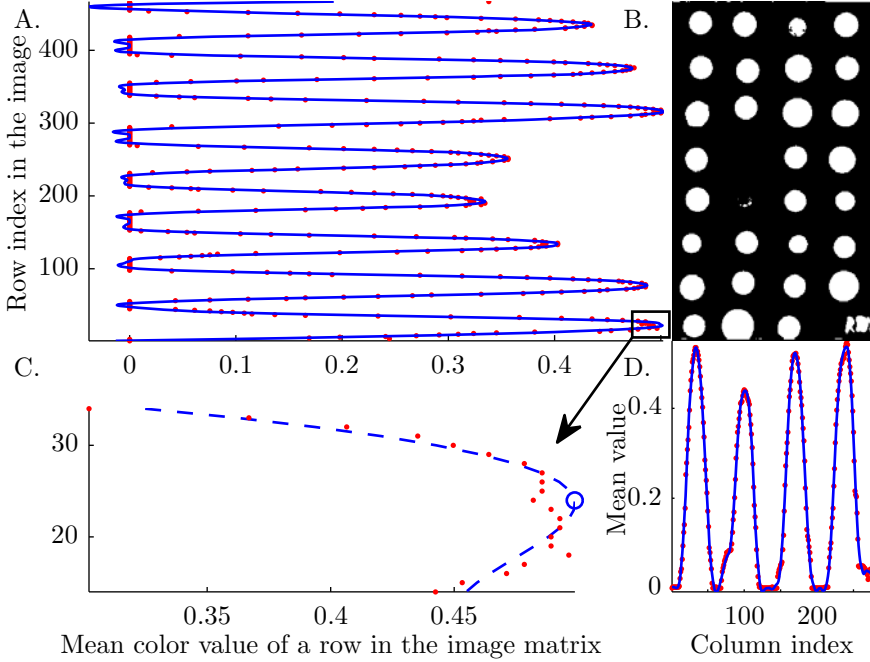 A.
B.
Row index in the image
400
300
200
100
0
0.1
0.2
0.3
0.4
C.
D.
30
20
0.35
0.4
0.45
Mean color value of a row in the image matrix
Mean value
0.4
0.2
0
100
200
Column index